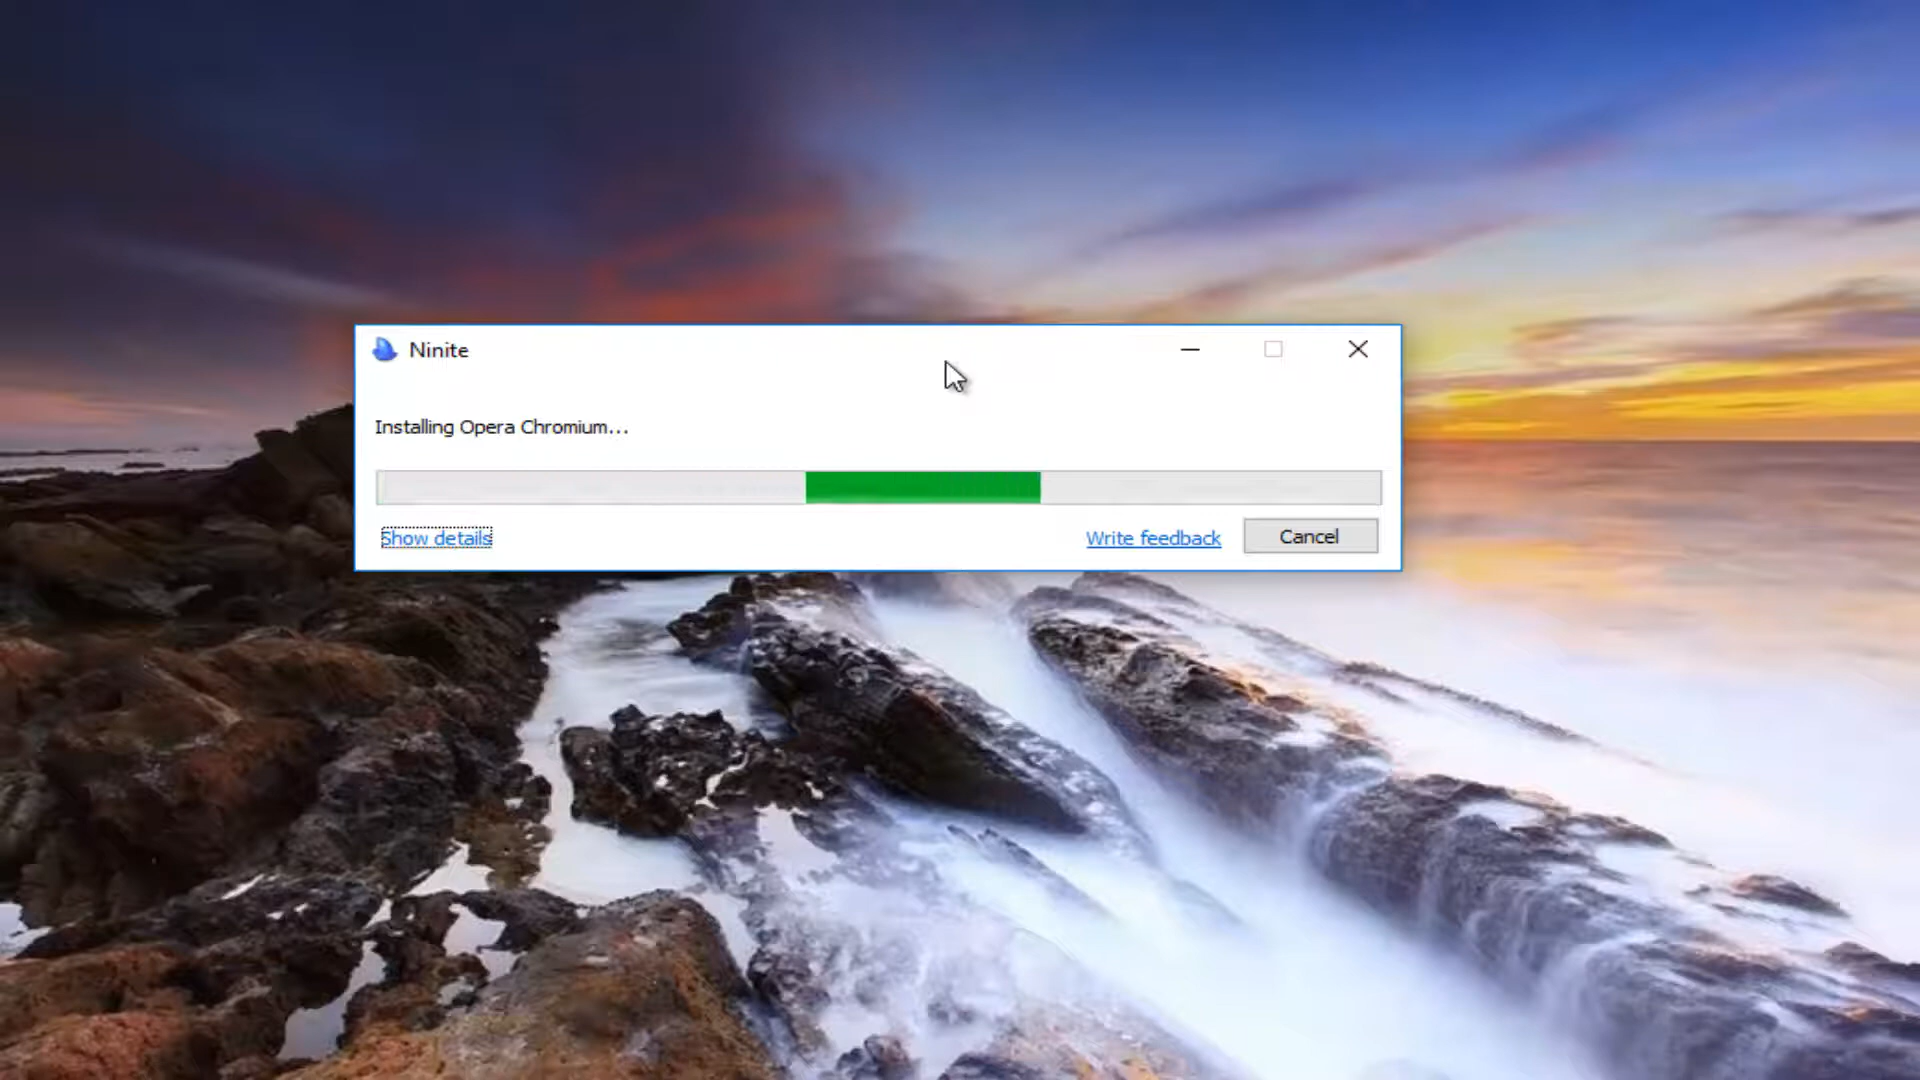 Ninite
Installing Opera Chromium...
Show details
Write feedback
Cancel